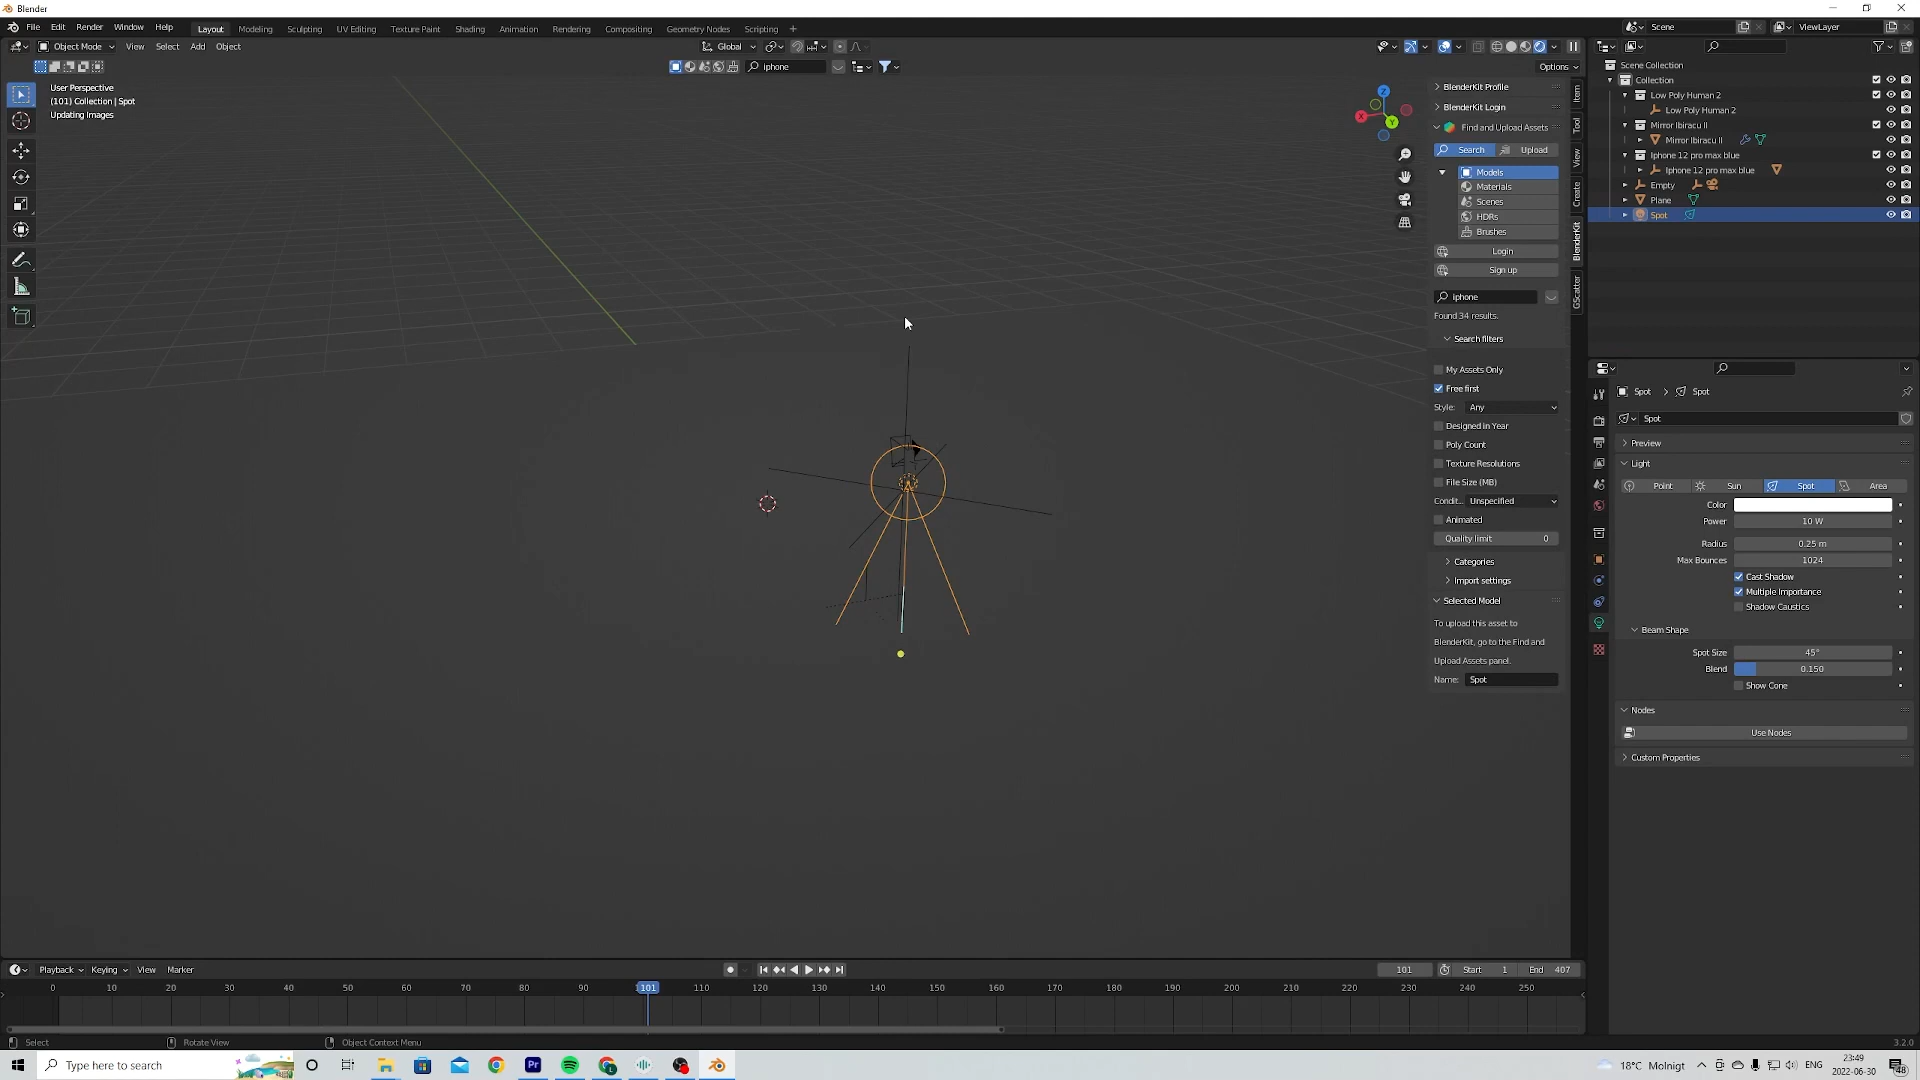 Blender
File Edit Render Window Help Layout Modeling Sculpting UV Editing Texture Paint Shading Animation Rendering Compositing Geometry Nodes Scripting + Scene ViewLayer
Object Mode View Select Add Object Global
iphone Options
User Perspective
(101) Collection | Spot
Updating Images
Z
X
Y
BlenderKit Profile
BlenderKit Login
Find and Upload Assets
Search Upload
Models
Materials
Scenes
HDRs
Brushes
Login
Sign up
iphone
Found 34 results.
Search filters
My Assets Only
Free first
Style: Any
Designed in Year
Poly Count
Texture Resolutions
File Size (MB)
Condit... Unspecified
Animated
Quality limit 0
Categories
Import settings
Selected Model
To upload this asset to
BlenderKit, go to the Find and
Upload Assets panel.
Name: Spot
Item
Tool
View
Create
BlenderKit
GScatter
Scene Collection
Collection
Low Poly Human 2
Low Poly Human 2
Mirror Ibiracu II
Mirror Ibiracu II
Iphone 12 pro max blue
Iphone 12 pro max blue
Empty
Plane
Spot
Spot > Spot
Spot
Preview
Light
Point Sun Spot Area
Color
Power 10 W
Radius 0.25 m
Max Bounces 1024
Cast Shadow
Multiple Importance
Shadow Caustics
Beam Shape
Spot Size 45°
Blend 0.150
Show Cone
Nodes
Use Nodes
Custom Properties
Playback Keying View Marker 101 Start 1 End 407
0 10 20 30 40 50 60 70 80 90 101 110 120 130 140 150 160 170 180 190 200 210 220 230 240 250
Select Rotate View Object Context Menu 3.2.0
Type here to search Pr 18°C Molnigt ENG 23:49
2022-06-30 48